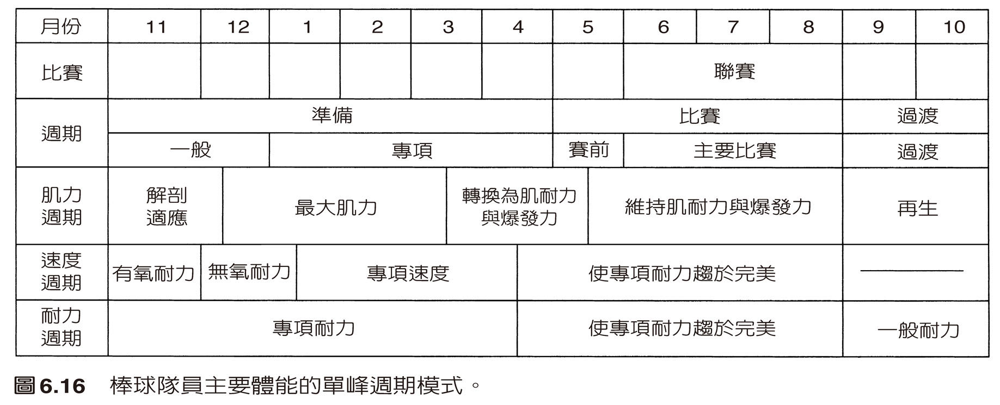 月份 11 12 1 2 3 4 5 6 7 8 9 10
比賽 聯賽
週期 準備 比賽 過渡
一般 專項 賽前 主要比賽 過渡
肌力
週期
解剖
適應
最大肌力
轉換為肌耐力
與爆發力
維持肌耐力與爆發力
再生
速度
週期
有氧耐力 無氧耐力 專項速度 使專項耐力趨於完美
耐力
週期
專項耐力 使專項耐力趨於完美 一般耐力
圖6.16 棒球隊員主要體能的單峰週期模式。